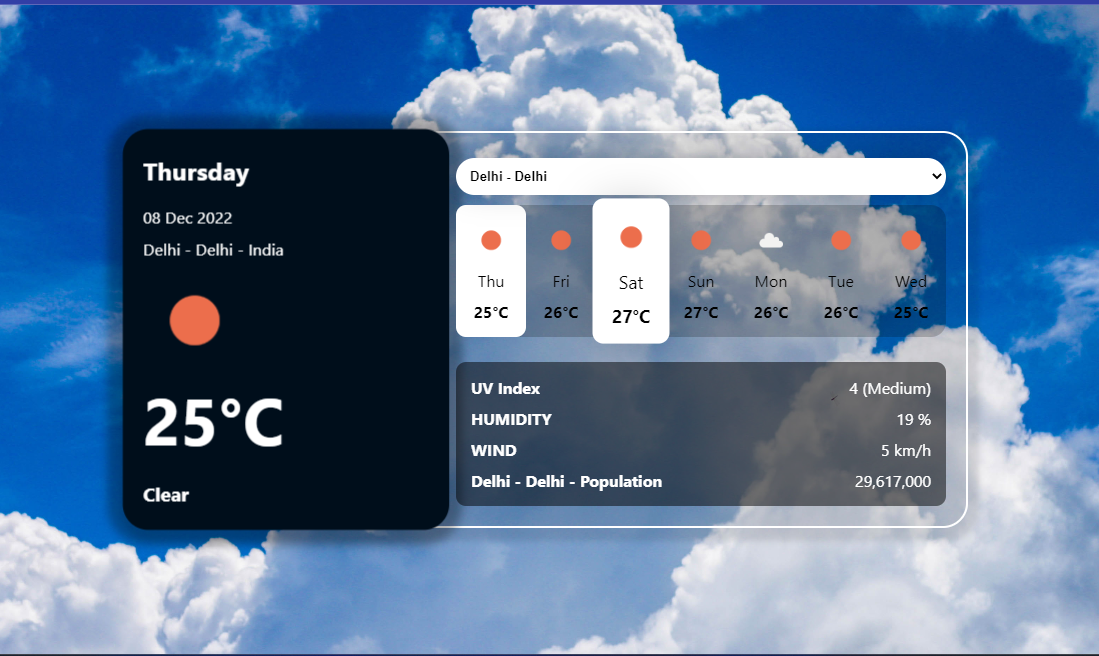 Thursday
08 Dec 2022
Delhi - Delhi - India
25°C
Clear
Delhi - Delhi
Thu Fri Sat Sun Mon Tue Wed
25°C 26°C 27°C 27°C 26°C 26°C 25°C
UV Index 4 (Medium)
HUMIDITY 19 %
WIND 5 km/h
Delhi - Delhi - Population 29,617,000